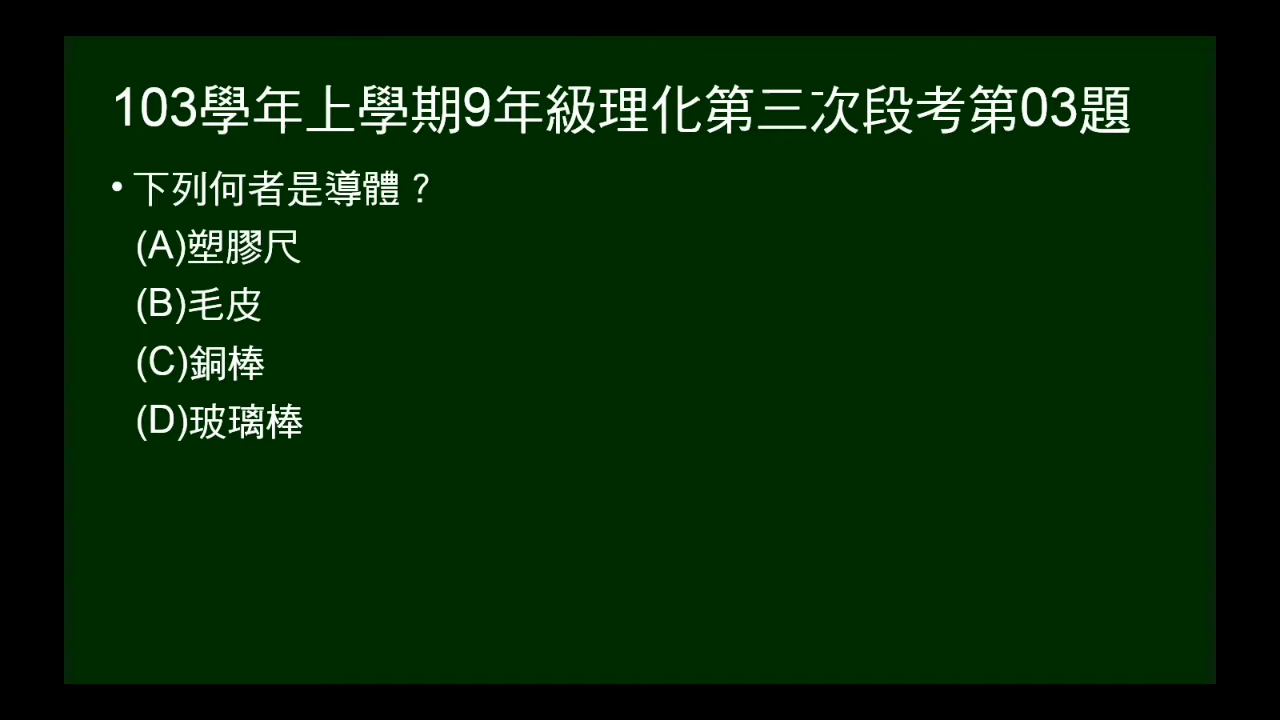 103學年上學期9年級理化第三次段考第03題
• 下列何者是導體？
(A)塑膠尺
(B)毛皮
(C)銅棒
(D)玻璃棒